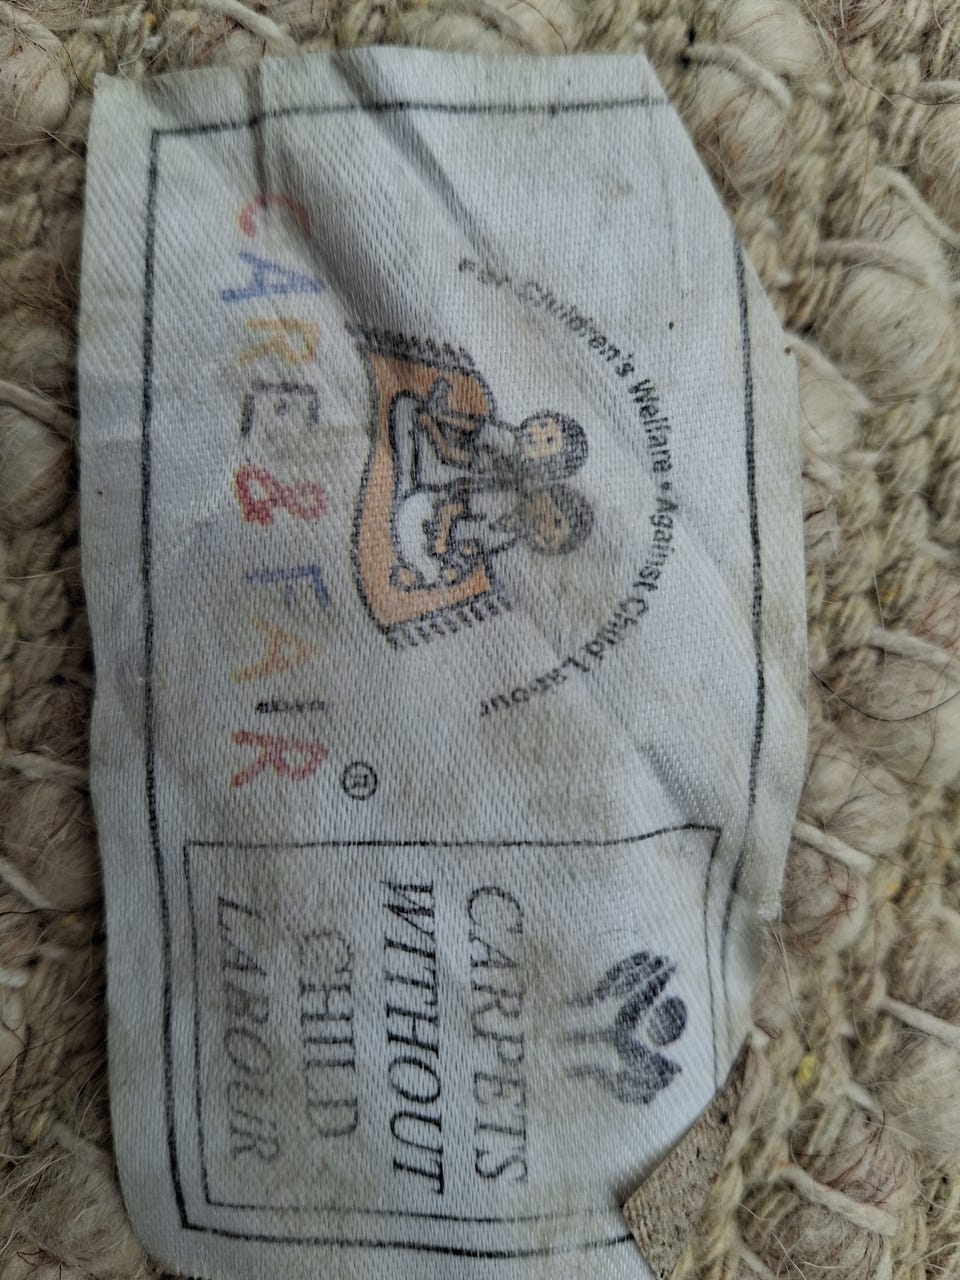 For Children's Welfare • Against Child Labour
CARE & FAIR
®
CARPETS
WITHOUT
CHILD
LABOUR